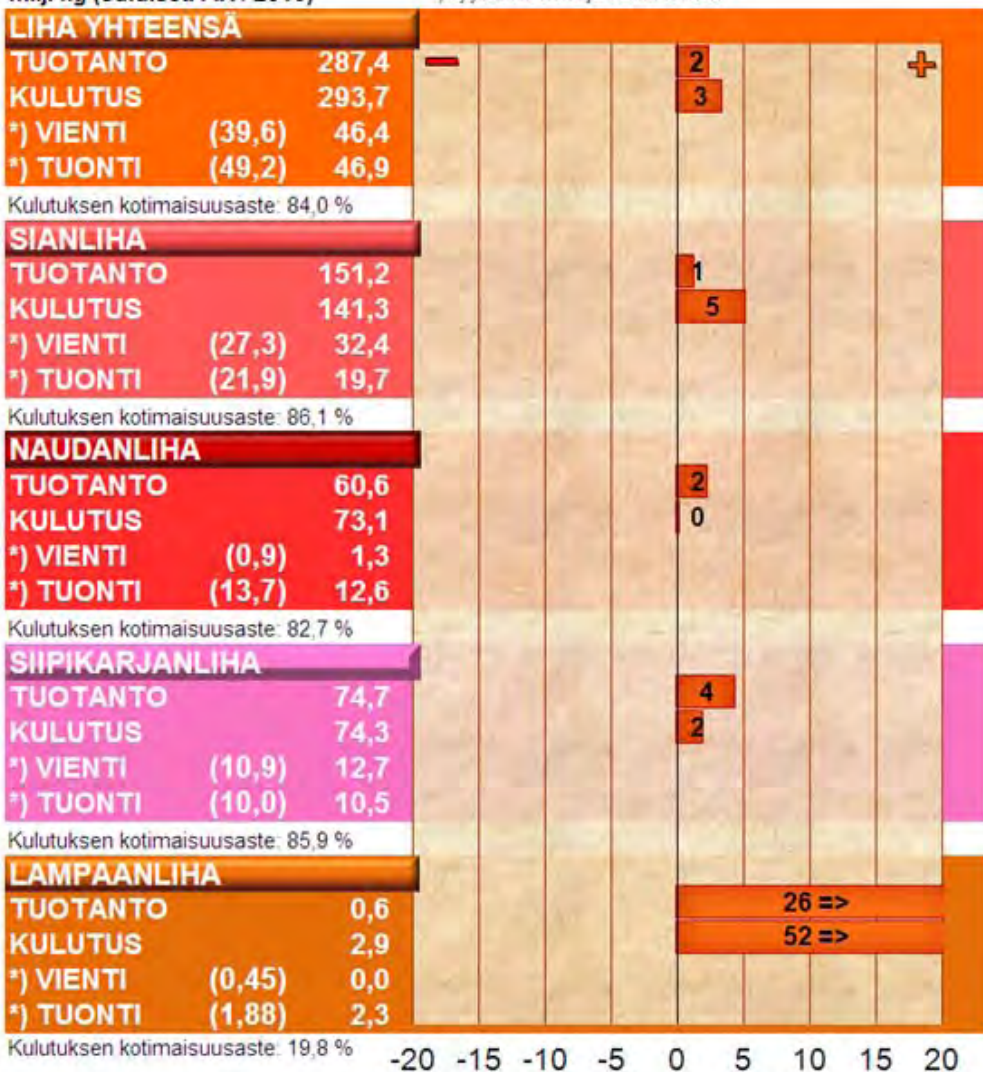 LIHA YHTEENSÄ
TUOTANTO 287,4 2
KULUTUS 293,7 3
*) VIENTI (39,6) 46,4
*) TUONTI (49,2) 46,9
Kulutuksen kotimaisuusaste: 84,0 %
SIANLIHA
TUOTANTO 151,2 1
KULUTUS 141,3 5
*) VIENTI (27,3) 32,4
*) TUONTI (21,9) 19,7
Kulutuksen kotimaisuusaste: 86,1 %
NAUDANLIHA
TUOTANTO 60,6 2
KULUTUS 73,1 0
*) VIENTI (0,9) 1,3
*) TUONTI (13,7) 12,6
Kulutuksen kotimaisuusaste: 82,7 %
SIIPIKARJANLIHA
TUOTANTO 74,7 4
KULUTUS 74,3 2
*) VIENTI (10,9) 12,7
*) TUONTI (10,0) 10,5
Kulutuksen kotimaisuusaste: 85,9 %
LAMPAANLIHA
TUOTANTO 0,6 26 =>
KULUTUS 2,9 52 =>
*) VIENTI (0,45) 0,0
*) TUONTI (1,88) 2,3
Kulutuksen kotimaisuusaste: 19,8 %
-20 -15 -10 -5 0 5 10 15 20